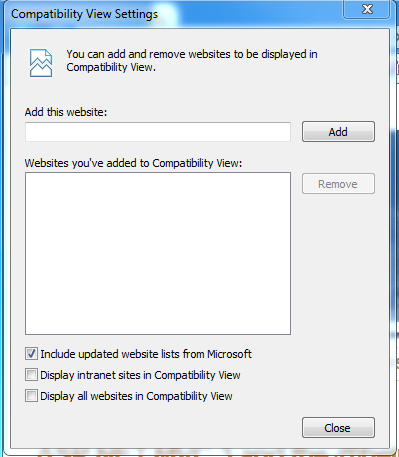 Compatibility View Settings
You can add and remove websites to be displayed in
Compatibility View.
Add this website:
Add
Websites you've added to Compatibility View:
Remove
Include updated website lists from Microsoft
Display intranet sites in Compatibility View
Display all websites in Compatibility View
Close